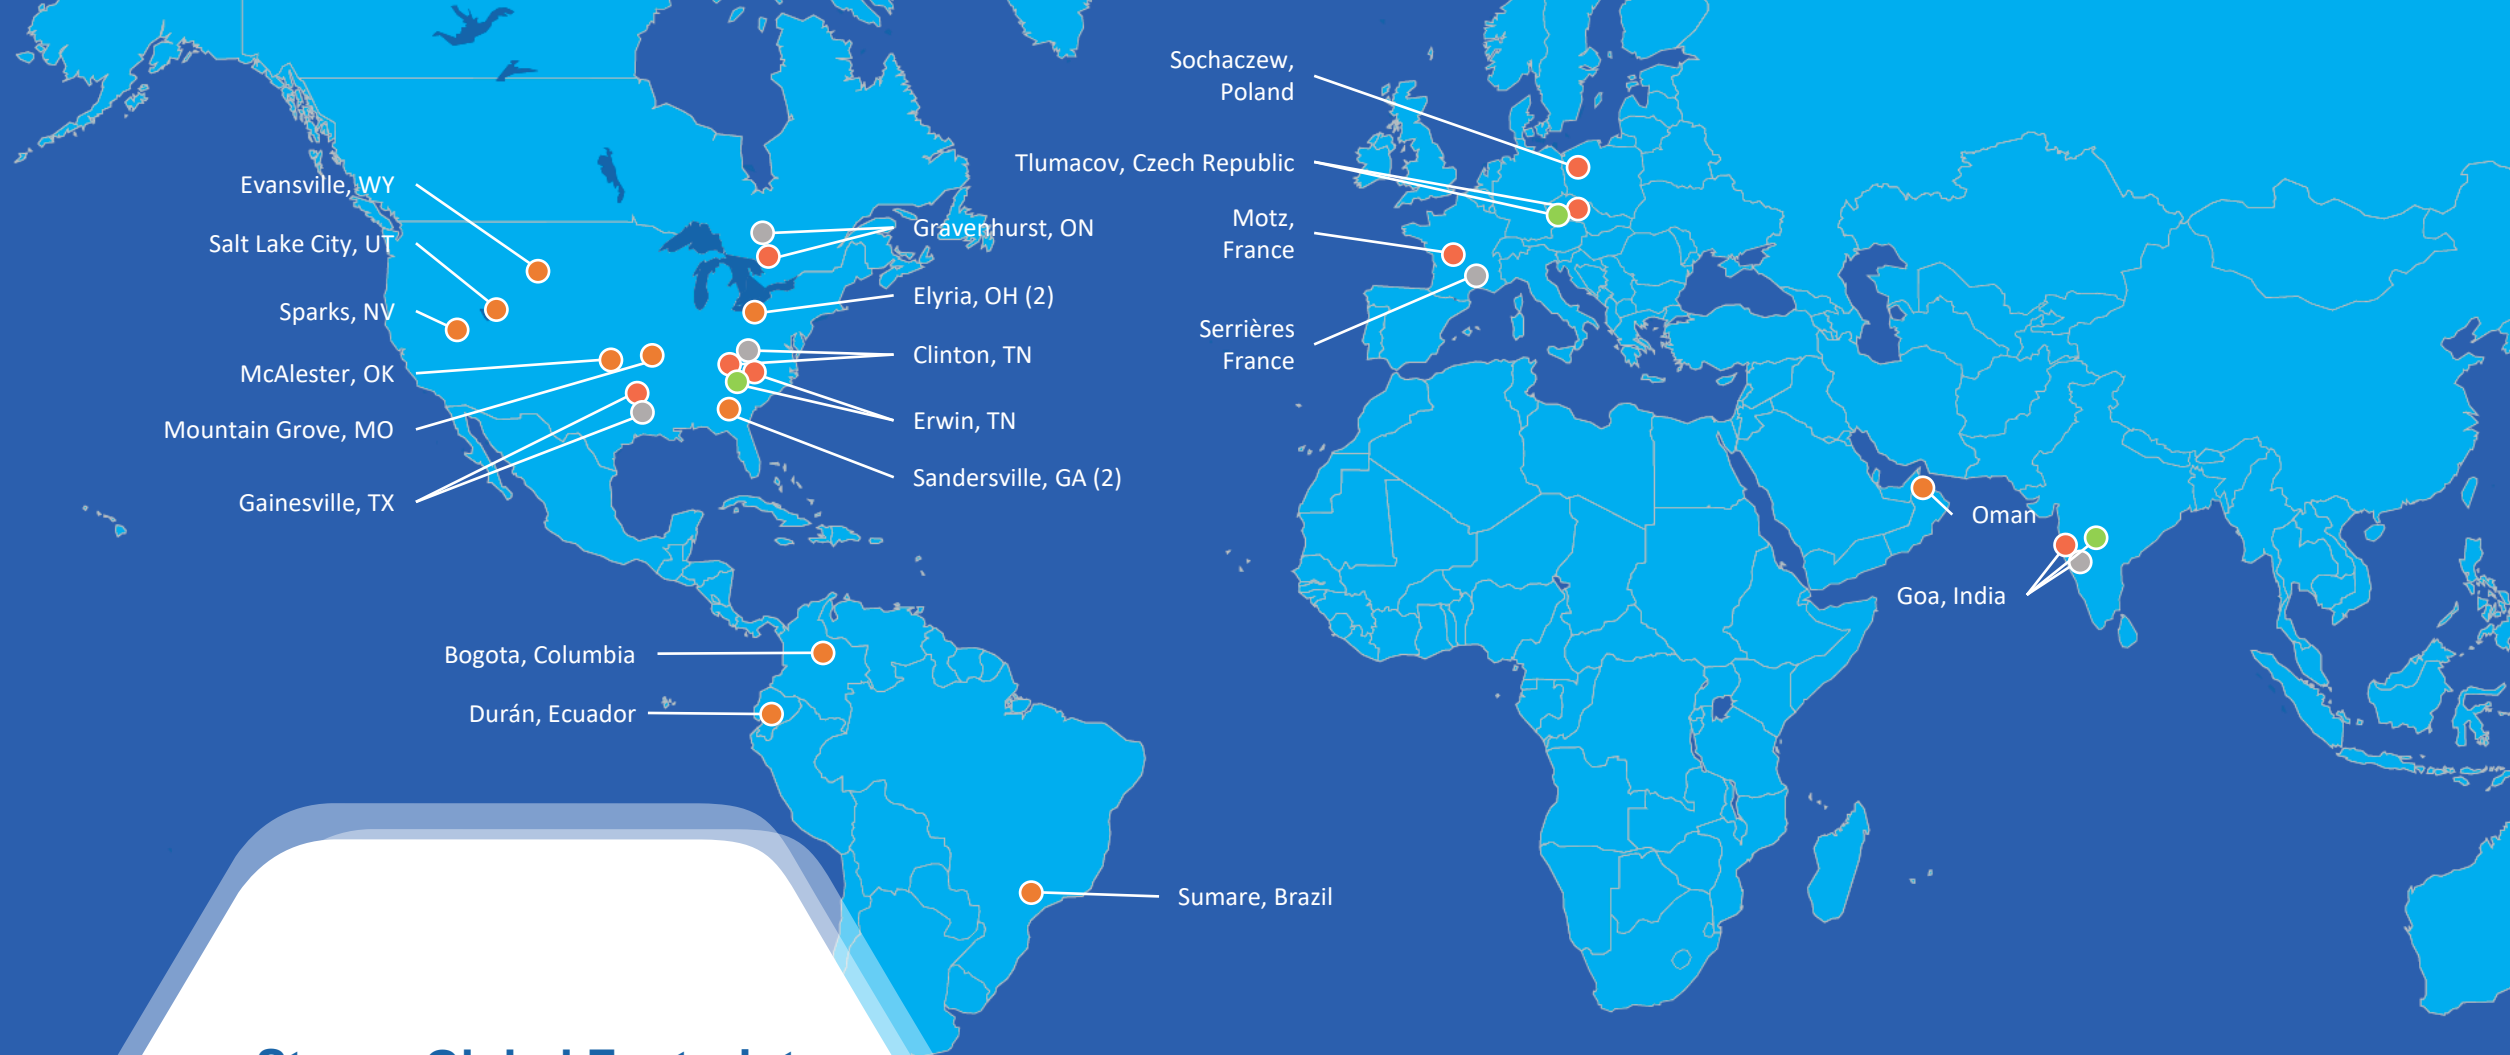 Sochaczew,
Poland
Tlumacov, Czech Republic
Evansville, WY
Motz,
France
Gravenhurst, ON
Salt Lake City, UT
Elyria, OH (2)
Sparks, NV
Serrières
France
Clinton, TN
McAlester, OK
Erwin, TN
Mountain Grove, MO
Sandersville, GA (2)
Gainesville, TX
Oman
Goa, India
Bogota, Columbia
Durán, Ecuador
Sumare, Brazil
Global Footprint